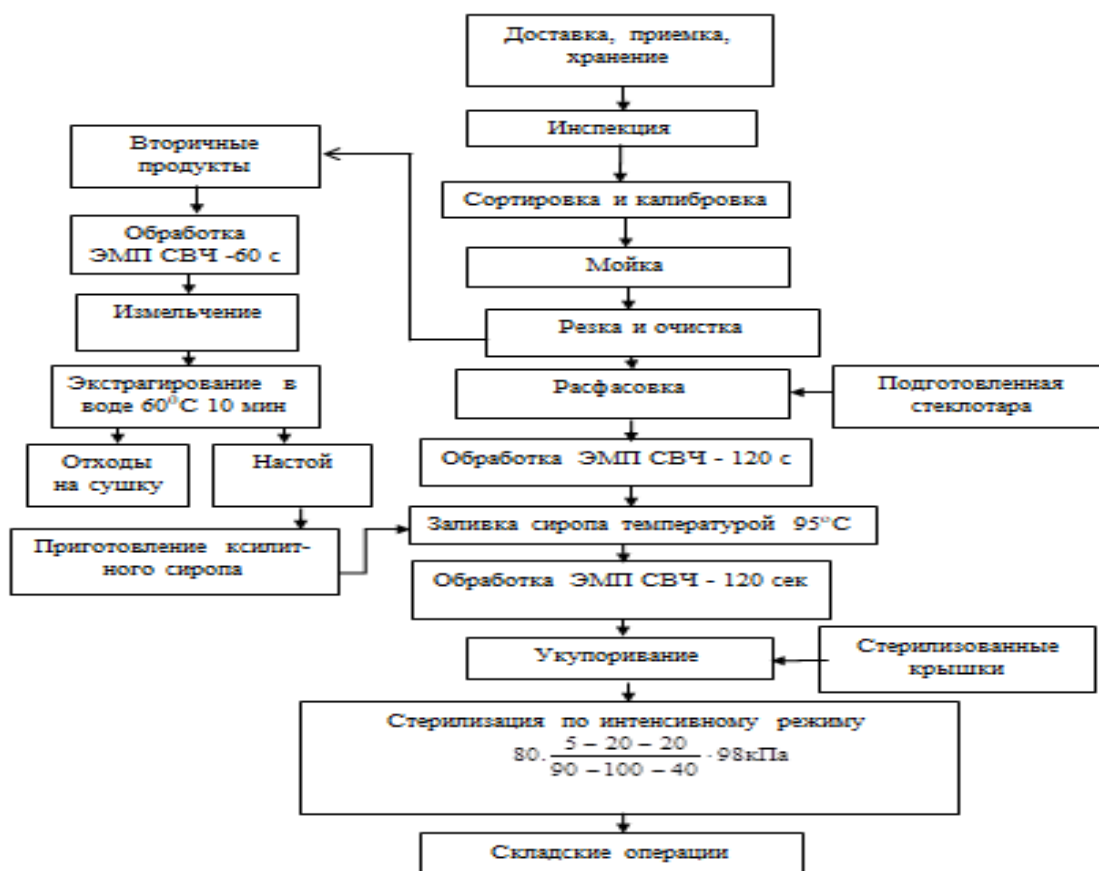 Доставка, приемка,
хранение
Инспекция
Сортировка и калибровка
Мойка
Резка и очистка
Вторичные
продукты
Обработка
ЭМП СВЧ -60 с
Измельчение
Экстрагирование в
воде 60⁰С 10 мин
Отходы
на сушку
Настой
Приготовление ксилит-
ного сиропа
Расфасовка
Подготовленная
стеклотара
Обработка ЭМП СВЧ - 120 с
Заливка сиропа температурой 95°С
Обработка ЭМП СВЧ - 120 сек
Укупоривание
Стерилизованные
крышки
Стерилизация по интенсивному режиму
5 – 20 – 20
80. · 98кПа
90 – 100 – 40
Складские операции